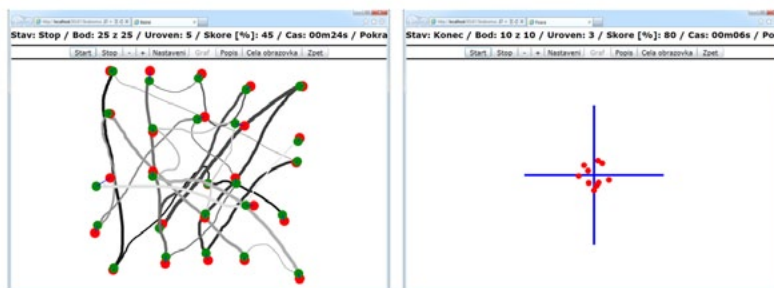 Stav: Stop / Bod: 25 z 25 / Uroven: 5 / Skore [%]: 45 / Cas: 00m24s / Pokra
Start Stop - + Nastaveni Graf Popis Cela obrazovka Zpet
Stav: Konec / Bod: 10 z 10 / Uroven: 3 / Skore [%]: 80 / Cas: 00m06s / Po
Start Stop - + Nastaveni Graf Popis Cela obrazovka Zpet